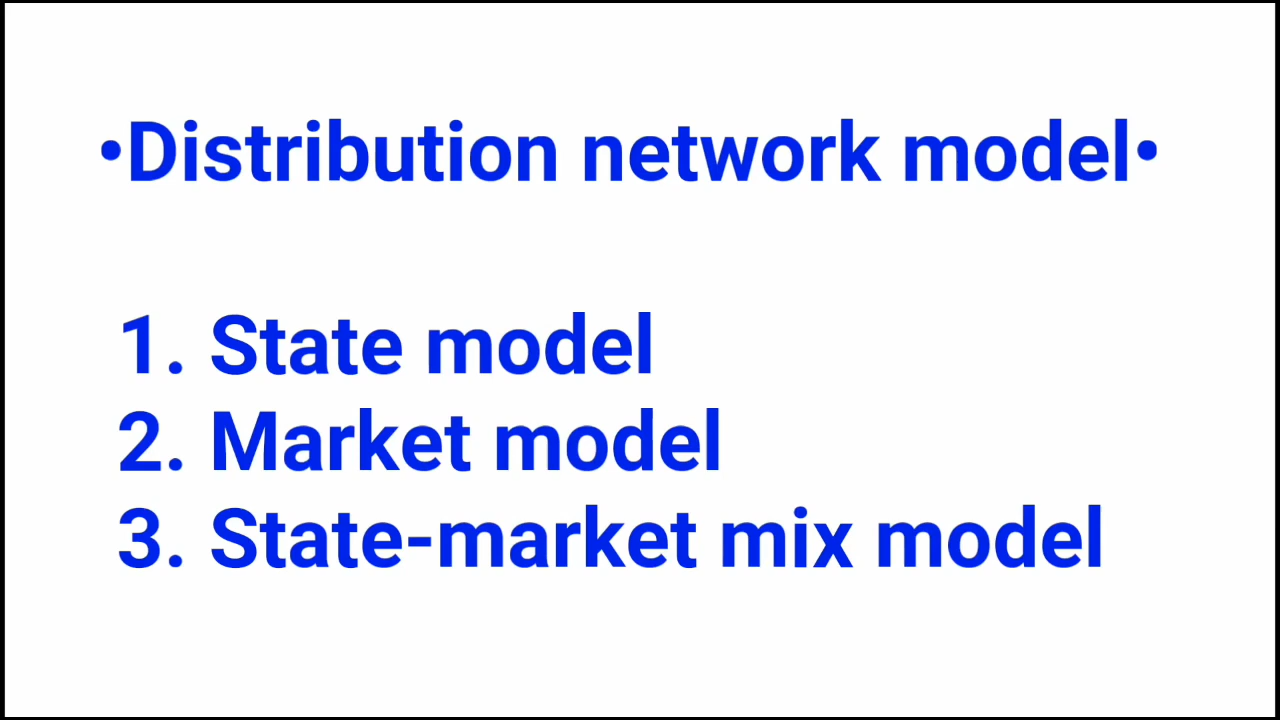 •Distribution network model•
1. State model
2. Market model
3. State-market mix model